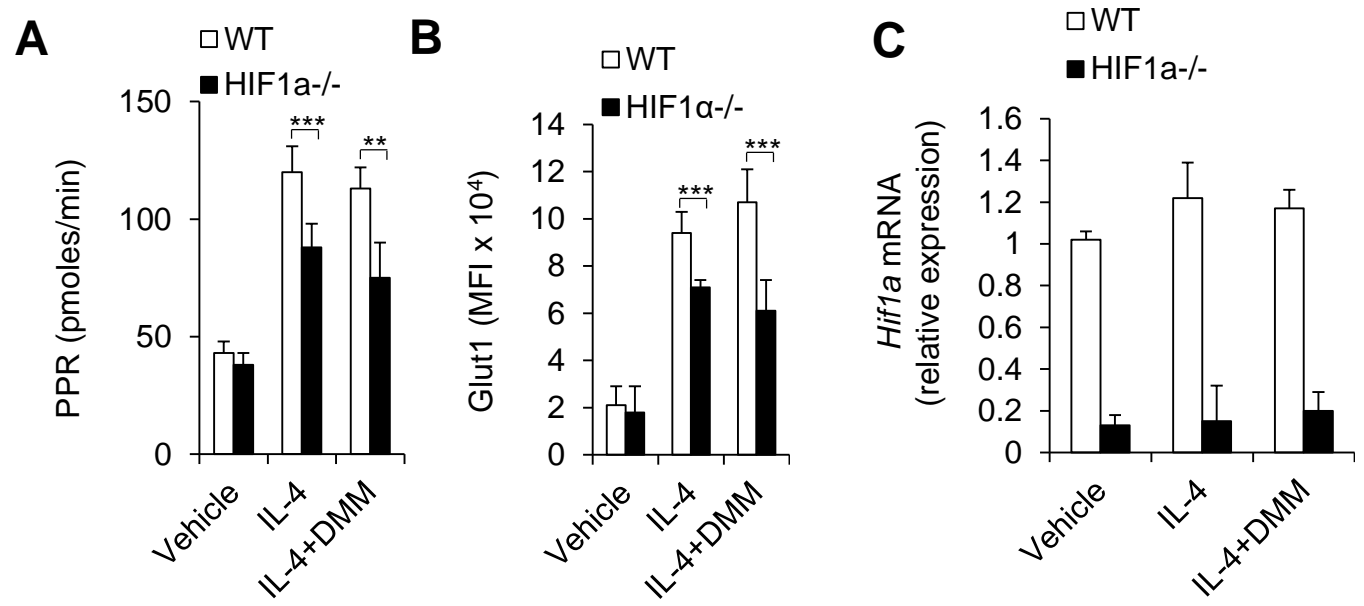 A
WT
HIF1a-/-
PPR (pmoles/min)
150
100
50
0
***
**
Vehicle
IL-4
IL-4+DMM
B
WT
HIF1α-/-
Glut1 (MFI x 10⁴)
14
12
10
8
6
4
2
0
***
***
Vehicle
IL-4
IL-4+DMM
C
WT
HIF1a-/-
Hif1a mRNA
(relative expression)
1.6
1.4
1.2
1
0.8
0.6
0.4
0.2
0
Vehicle
IL-4
IL-4+DMM